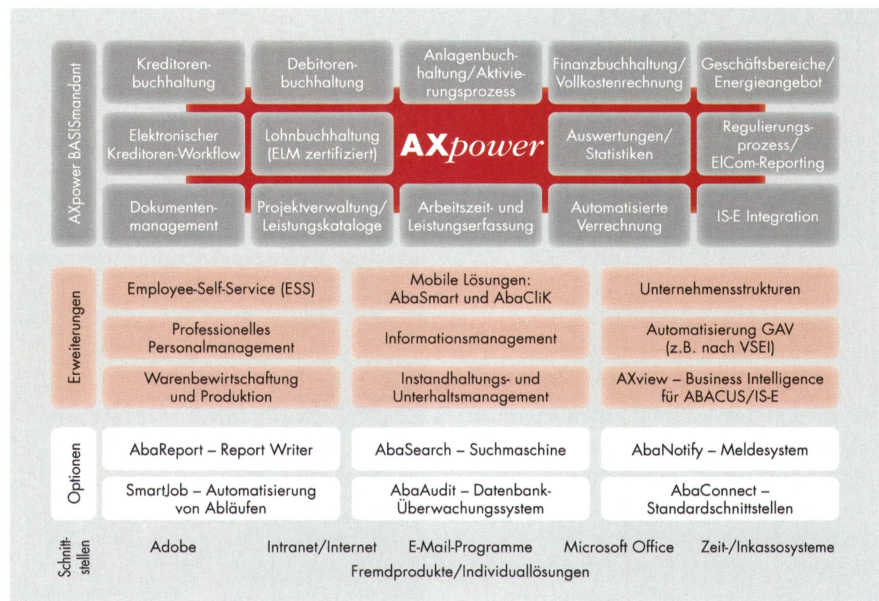 AXpower BASISmandant
Kreditoren-
buchhaltung
Debitoren-
buchhaltung
Anlagenbuch-
haltung/Aktivie-
rungsprozess
Finanzbuchhaltung/
Vollkostenrechnung
Geschäftsbereiche/
Energieangebot
Elektronischer
Kreditoren-Workflow
Lohnbuchhaltung
(ELM zertifiziert)
AXpower
Auswertungen/
Statistiken
Regulierungs-
prozess/
ElCom-Reporting
Dokumenten-
management
Projektverwaltung/
Leistungskataloge
Arbeitszeit- und
Leistungserfassung
Automatisierte
Verrechnung
IS-E Integration
Erweiterungen
Employee-Self-Service (ESS)
Mobile Lösungen:
AbaSmart und AbaCliK
Unternehmensstrukturen
Professionelles
Personalmanagement
Informationsmanagement
Automatisierung GAV
(z.B. nach VSEI)
Warenbewirtschaftung
und Produktion
Instandhaltungs- und
Unterhaltsmanagement
AXview – Business Intelligence
für ABACUS/IS-E
Optionen
AbaReport – Report Writer
AbaSearch – Suchmaschine
AbaNotify – Meldesystem
SmartJob – Automatisierung
von Abläufen
AbaAudit – Datenbank-
Überwachungssystem
AbaConnect –
Standardschnittstellen
Schnitt-
stellen
Adobe
Intranet/Internet
E-Mail-Programme
Microsoft Office
Zeit-/Inkassosysteme
Fremdprodukte/Individuallösungen